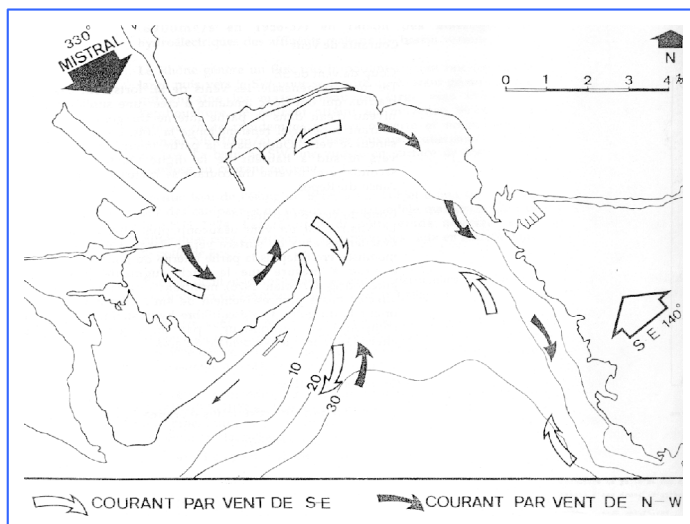 330°
MISTRAL
N
0 1 2 3 4
10
20
30
S E 140°
COURANT PAR VENT DE S-E
COURANT PAR VENT DE N-W